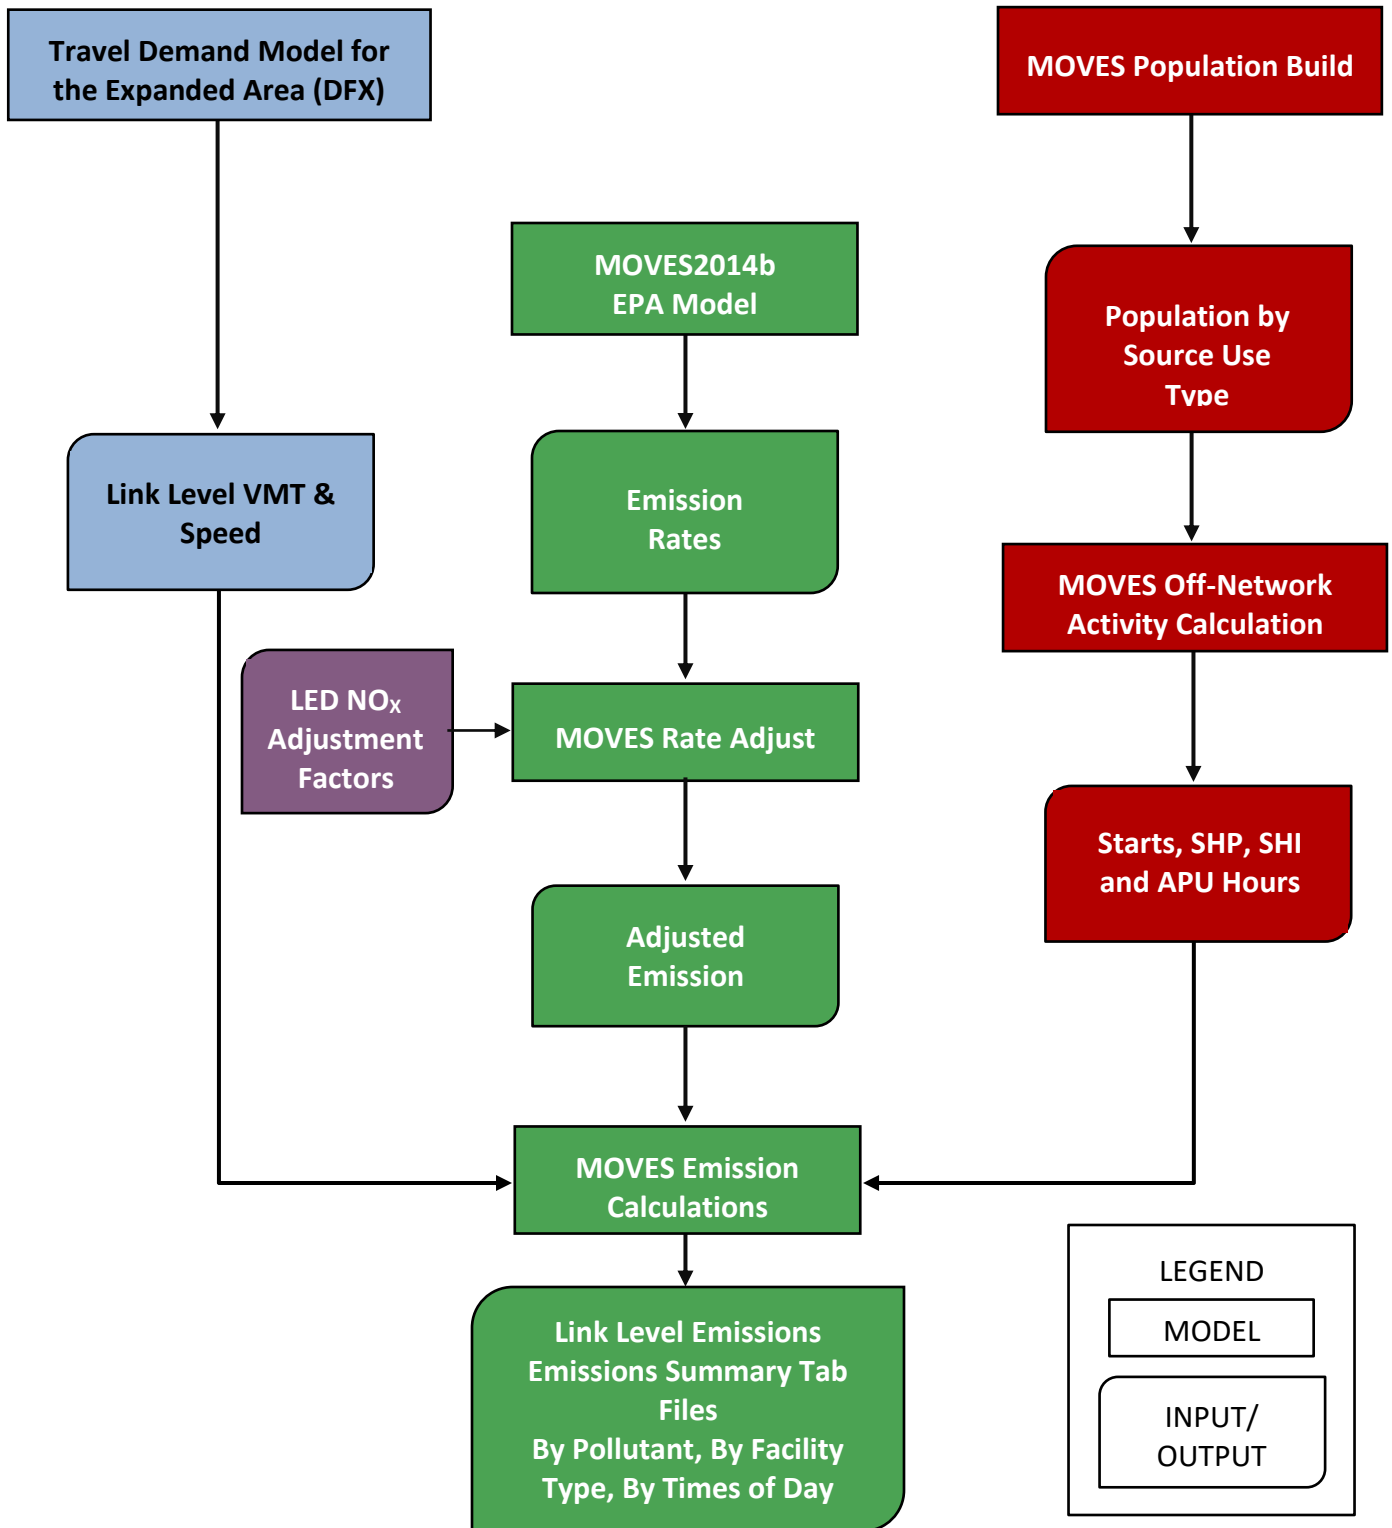 Travel Demand Model for
the Expanded Area (DFX)
MOVES Population Build
MOVES2014b
EPA Model
Population by
Source Use
Type
Link Level VMT &
Speed
Emission
Rates
MOVES Off-Network
Activity Calculation
LED NOX
Adjustment
Factors
MOVES Rate Adjust
Starts, SHP, SHI
and APU Hours
Adjusted
Emission
MOVES Emission
Calculations
Link Level Emissions
Emissions Summary Tab
Files
By Pollutant, By Facility
Type, By Times of Day
LEGEND
MODEL
INPUT/
OUTPUT